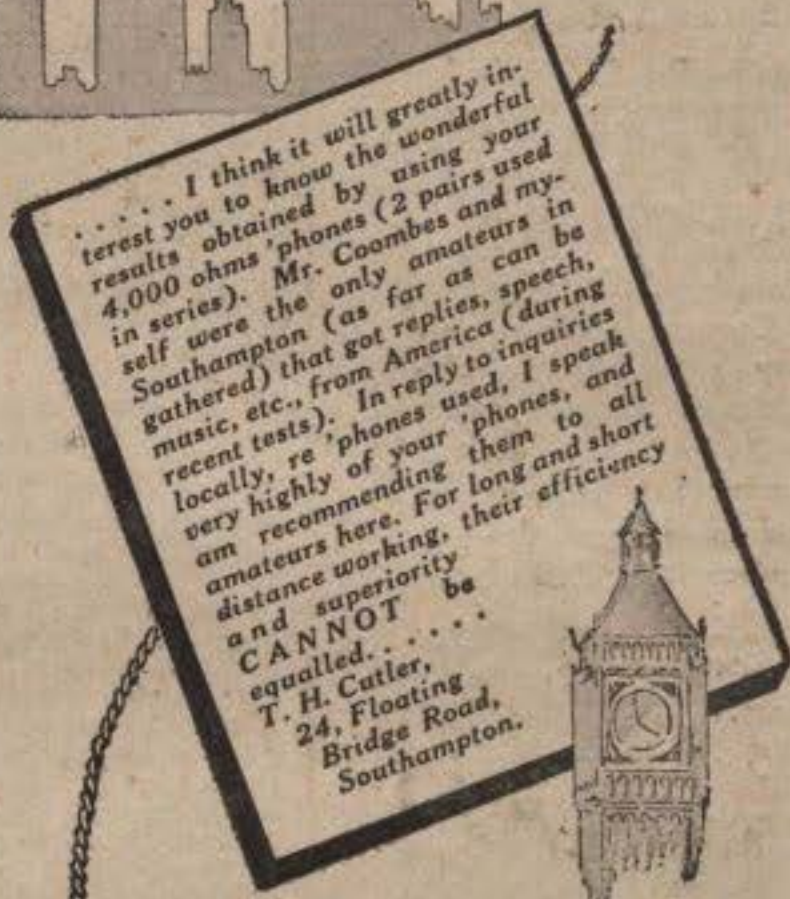 . . . . . I think it will greatly in-
terest you to know the wonderful
results obtained by using your
4,000 ohms 'phones (2 pairs used
in series). Mr. Coombes and my-
self were the only amateurs in
Southampton (as far as can be
gathered) that got replies, speech,
music, etc., from America (during
recent tests). In reply to inquiries
locally, re 'phones used, I speak
very highly of your 'phones, and
am recommending them to all
amateurs here. For long and short
distance working, their efficiency
and superiority
CANNOT be
equalled. . . . . .
T. H. Cutler,
24, Floating
Bridge Road,
Southampton.